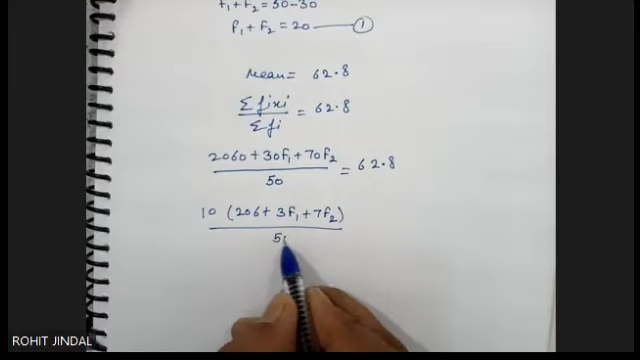 F₁ + F₂ = 50 - 30
F₁ + F₂ = 20 ——— ①
Mean = 62.8
Σfixi / Σfi = 62.8
2060 + 30F₁ + 70F₂ / 50 = 62.8
10 (206 + 3F₁ + 7F₂) / 5
ROHIT JINDAL